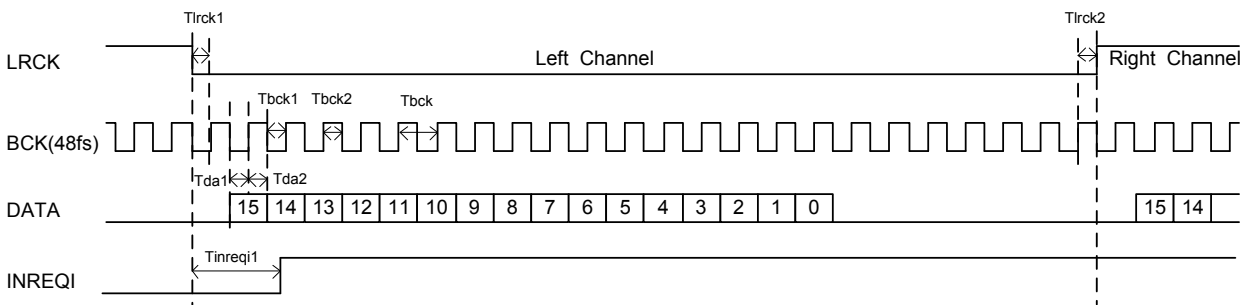 Tlrck1
Tlrck2
LRCK
Left Channel
Right Channel
Tbck1
Tbck2
Tbck
BCK(48fs)
Tda1
Tda2
DATA
15 14 13 12 11 10 9 8 7 6 5 4 3 2 1 0 15 14
Tinreqi1
INREQI